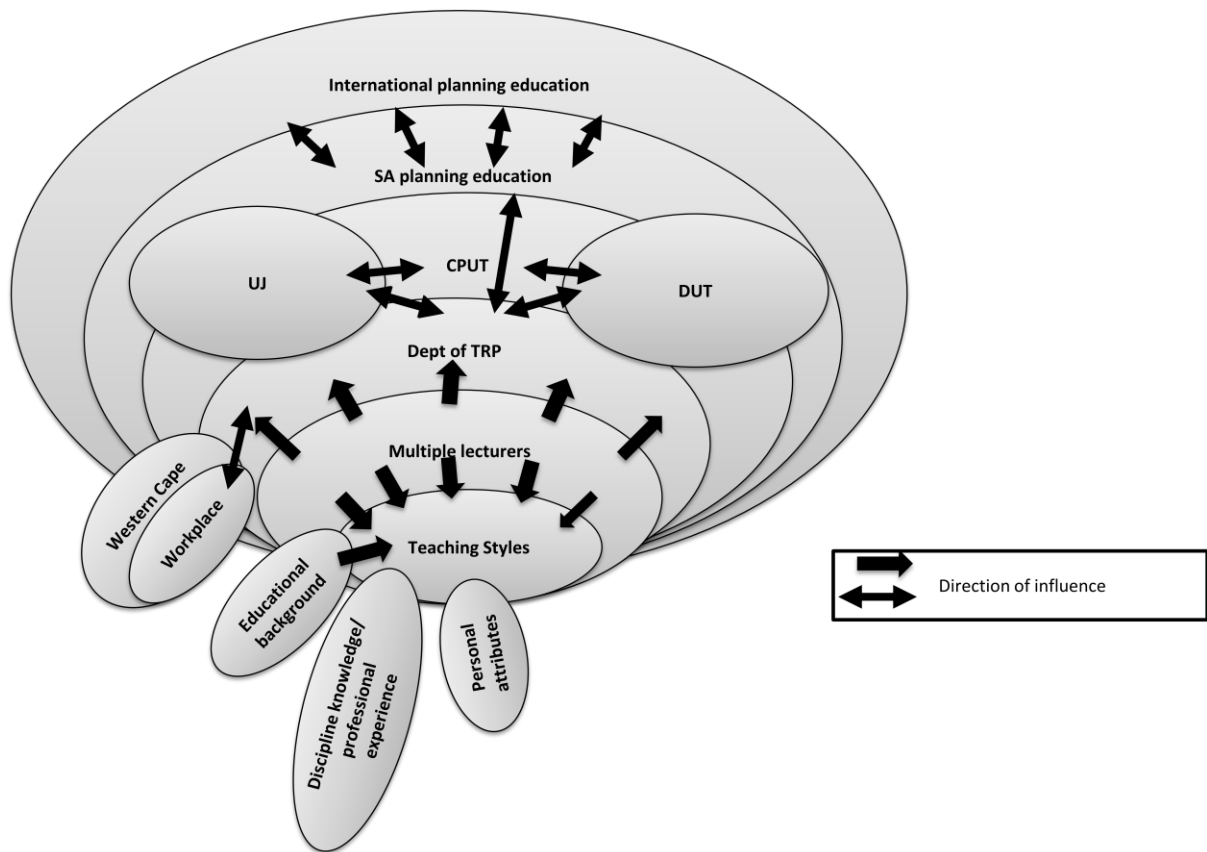 International planning education
SA planning education
UJ
CPUT
DUT
Dept of TRP
Multiple lecturers
Western Cape
Workplace
Teaching Styles
Educational
background
Discipline knowledge/
professional
experience
Personal
attributes
Direction of influence